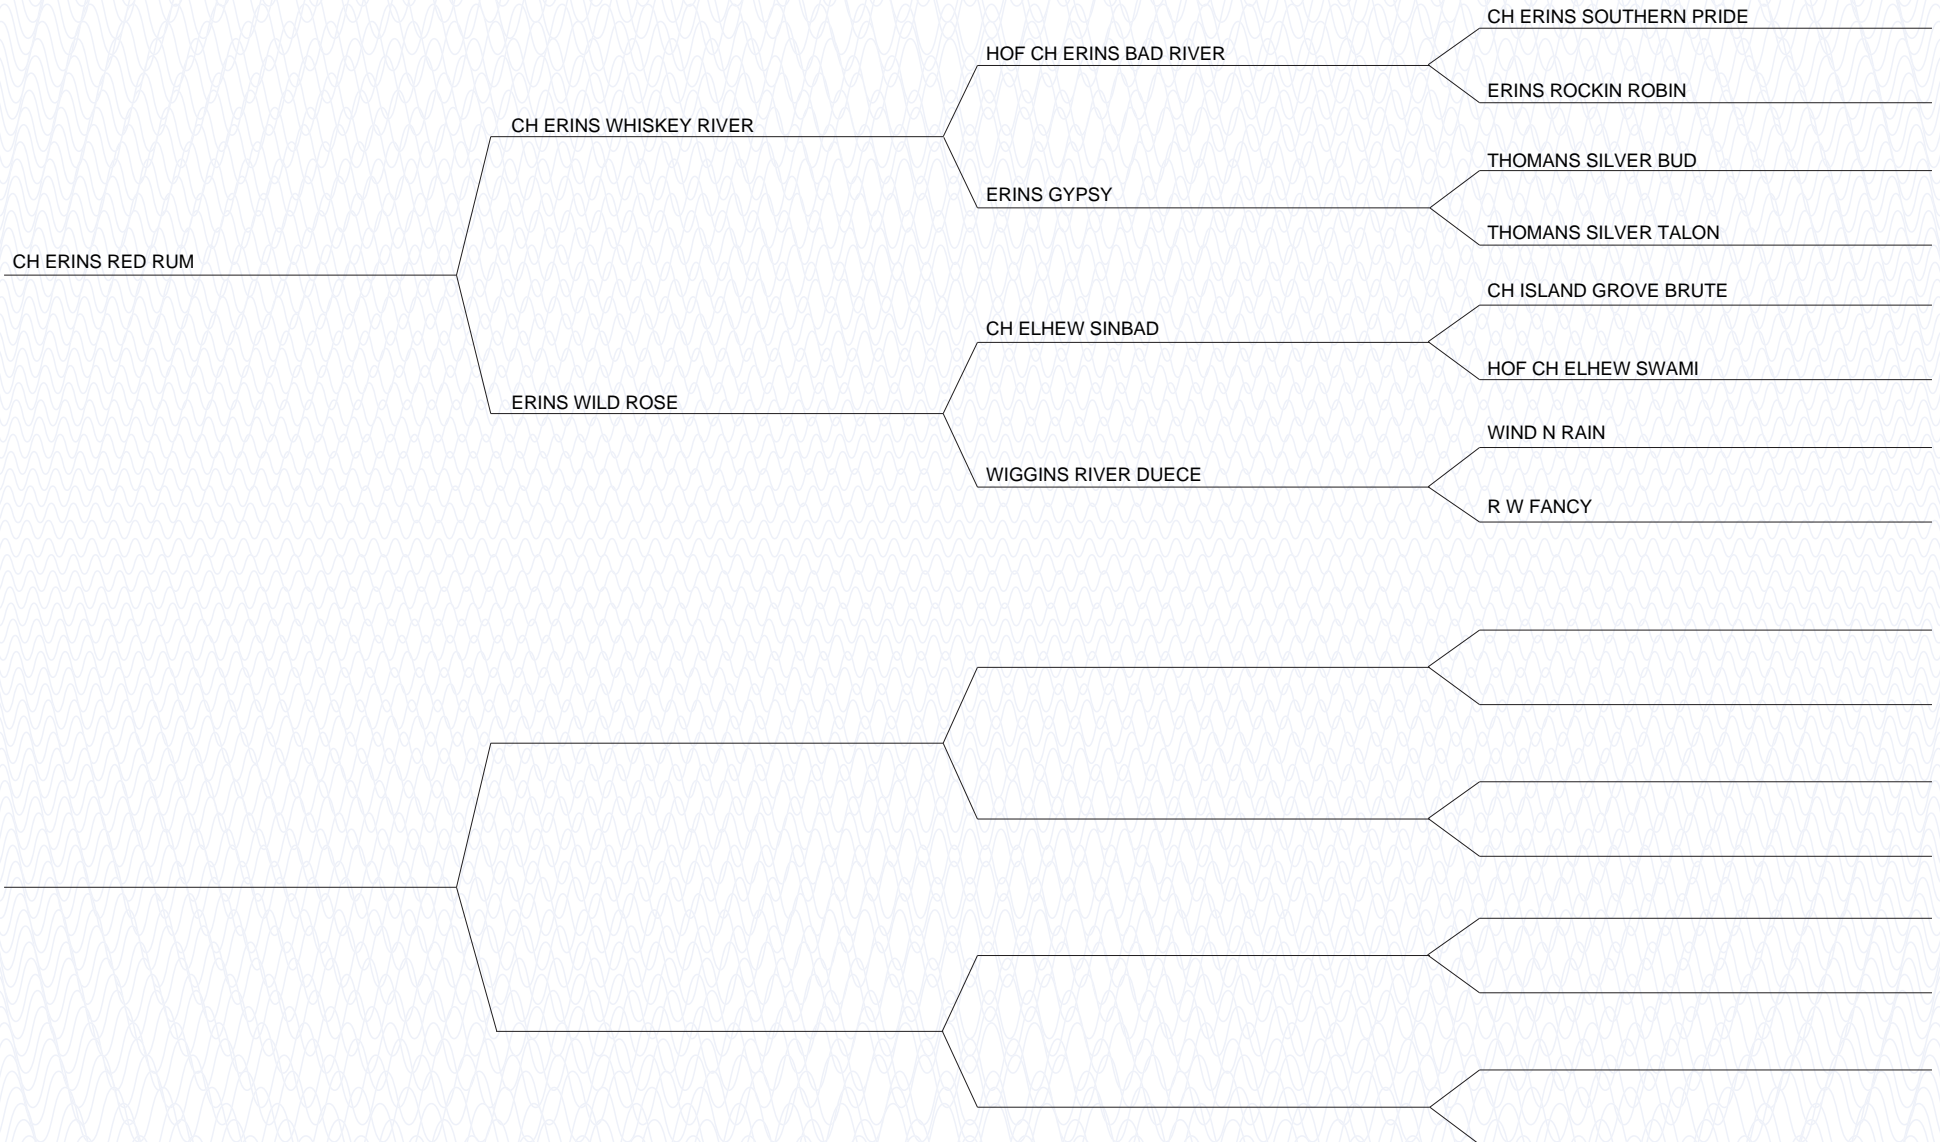 CH ERINS SOUTHERN PRIDE
HOF CH ERINS BAD RIVER
ERINS ROCKIN ROBIN
CH ERINS WHISKEY RIVER
THOMANS SILVER BUD
ERINS GYPSY
THOMANS SILVER TALON
CH ERINS RED RUM
CH ISLAND GROVE BRUTE
CH ELHEW SINBAD
HOF CH ELHEW SWAMI
ERINS WILD ROSE
WIND N RAIN
WIGGINS RIVER DUECE
R W FANCY